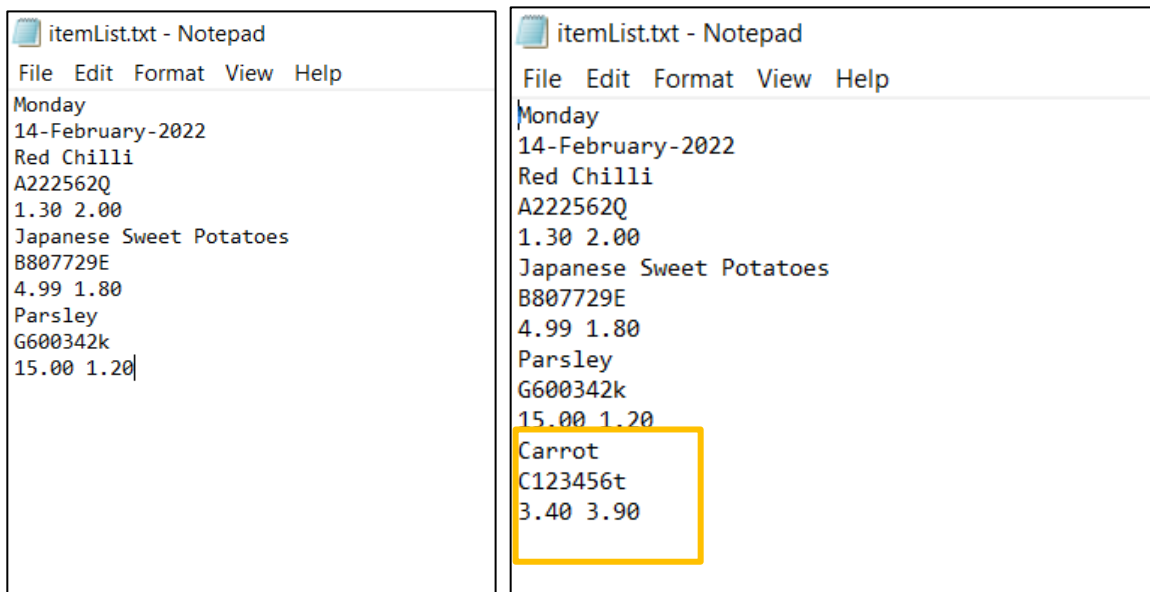 itemList.txt - Notepad
File Edit Format View Help
Monday
14-February-2022
Red Chilli
A222562Q
1.30 2.00
Japanese Sweet Potatoes
B807729E
4.99 1.80
Parsley
G600342k
15.00 1.20
itemList.txt - Notepad
File Edit Format View Help
Monday
14-February-2022
Red Chilli
A222562Q
1.30 2.00
Japanese Sweet Potatoes
B807729E
4.99 1.80
Parsley
G600342k
15.00 1.20
Carrot
C123456t
3.40 3.90